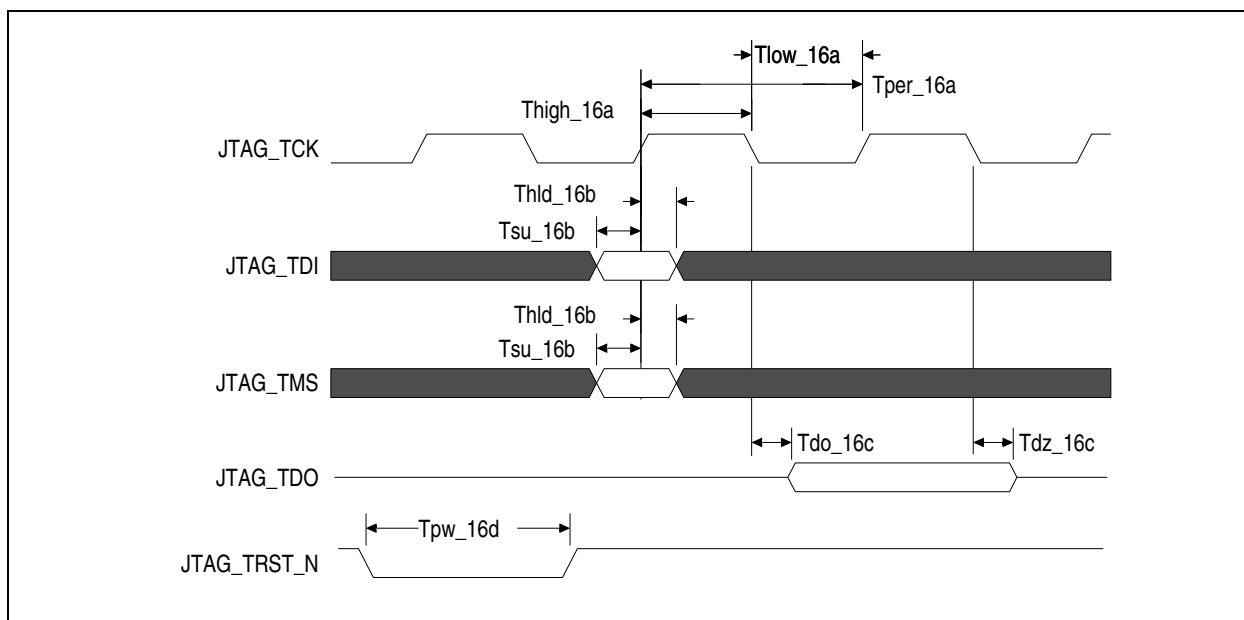 Tlow_16a
Tper_16a
Thigh_16a
JTAG_TCK
Thld_16b
Tsu_16b
JTAG_TDI
Thld_16b
Tsu_16b
JTAG_TMS
Tdo_16c
Tdz_16c
JTAG_TDO
Tpw_16d
JTAG_TRST_N